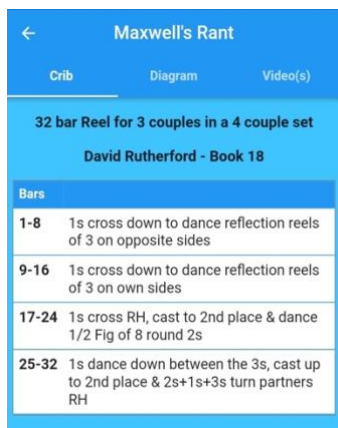 Maxwell's Rant
Crib Diagram Video(s)
32 bar Reel for 3 couples in a 4 couple set
David Rutherford - Book 18
Bars
1-8 1s cross down to dance reflection reels
of 3 on opposite sides
9-16 1s cross down to dance reflection reels
of 3 on own sides
17-24 1s cross RH, cast to 2nd place & dance
1/2 Fig of 8 round 2s
25-32 1s dance down between the 3s, cast up
to 2nd place & 2s+1s+3s turn partners
RH